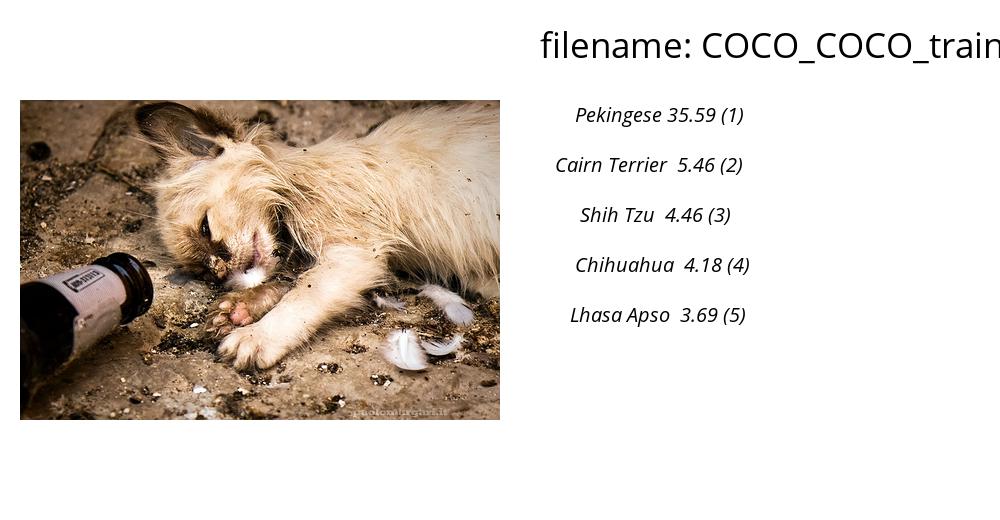 filename: COCO_COCO_train
Pekingese 35.59 (1)
Cairn Terrier 5.46 (2)
Shih Tzu 4.46 (3)
Chihuahua 4.18 (4)
Lhasa Apso 3.69 (5)